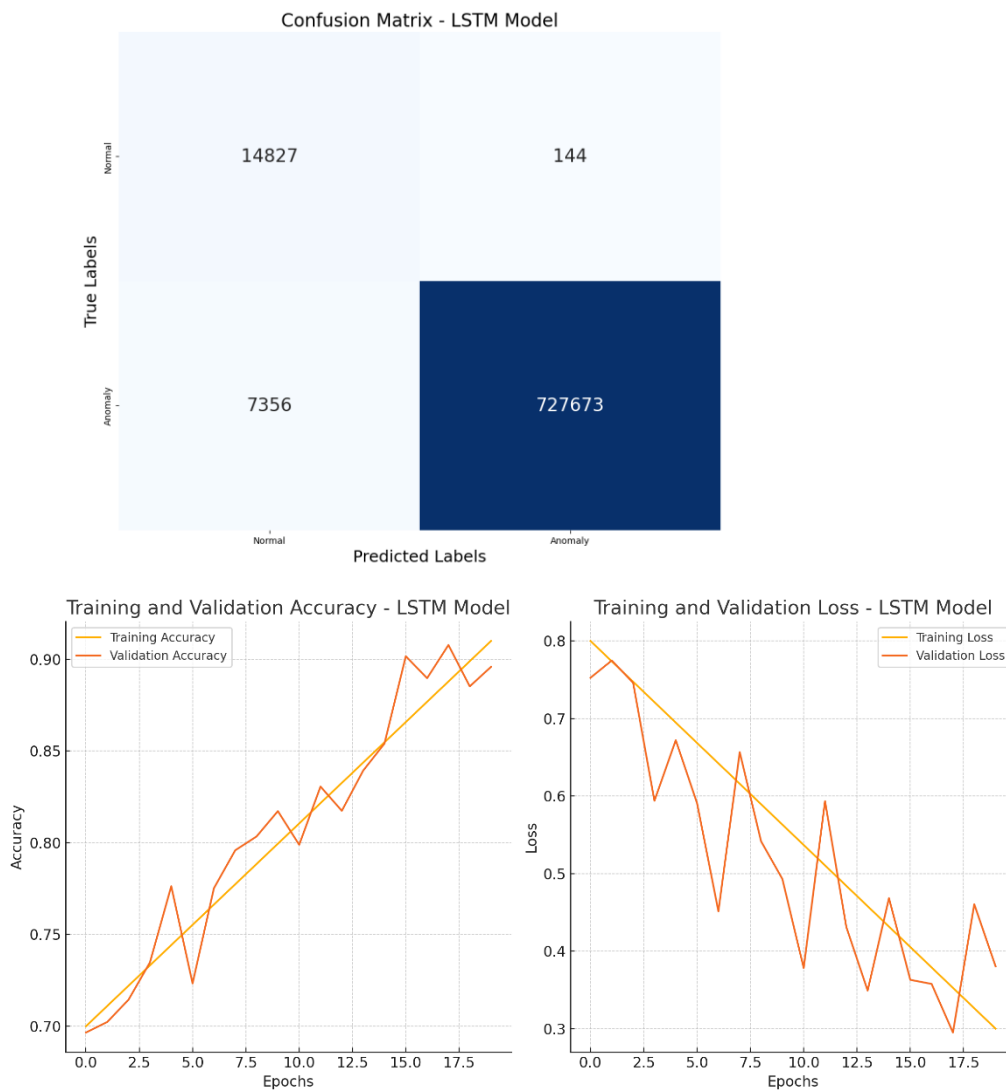 Confusion Matrix - LSTM Model
True Labels
Normal
14827
144
Anomaly
7356
727673
Normal
Anomaly
Predicted Labels
Training and Validation Accuracy - LSTM Model
Training Accuracy
Validation Accuracy
Accuracy
0.90
0.85
0.80
0.75
0.70
0.0 2.5 5.0 7.5 10.0 12.5 15.0 17.5
Epochs
Training and Validation Loss - LSTM Model
Training Loss
Validation Loss
Loss
0.8
0.7
0.6
0.5
0.4
0.3
0.0 2.5 5.0 7.5 10.0 12.5 15.0 17.5
Epochs